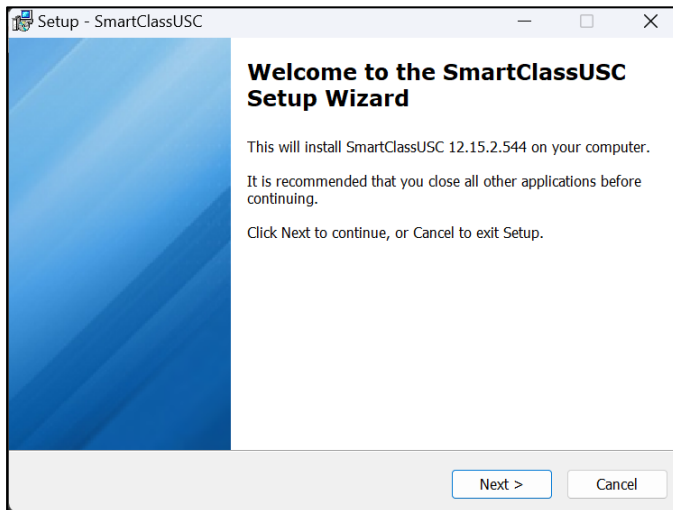 Setup - SmartClassUSC
Welcome to the SmartClassUSC
Setup Wizard
This will install SmartClassUSC 12.15.2.544 on your computer.
It is recommended that you close all other applications before
continuing.
Click Next to continue, or Cancel to exit Setup.
Next >
Cancel